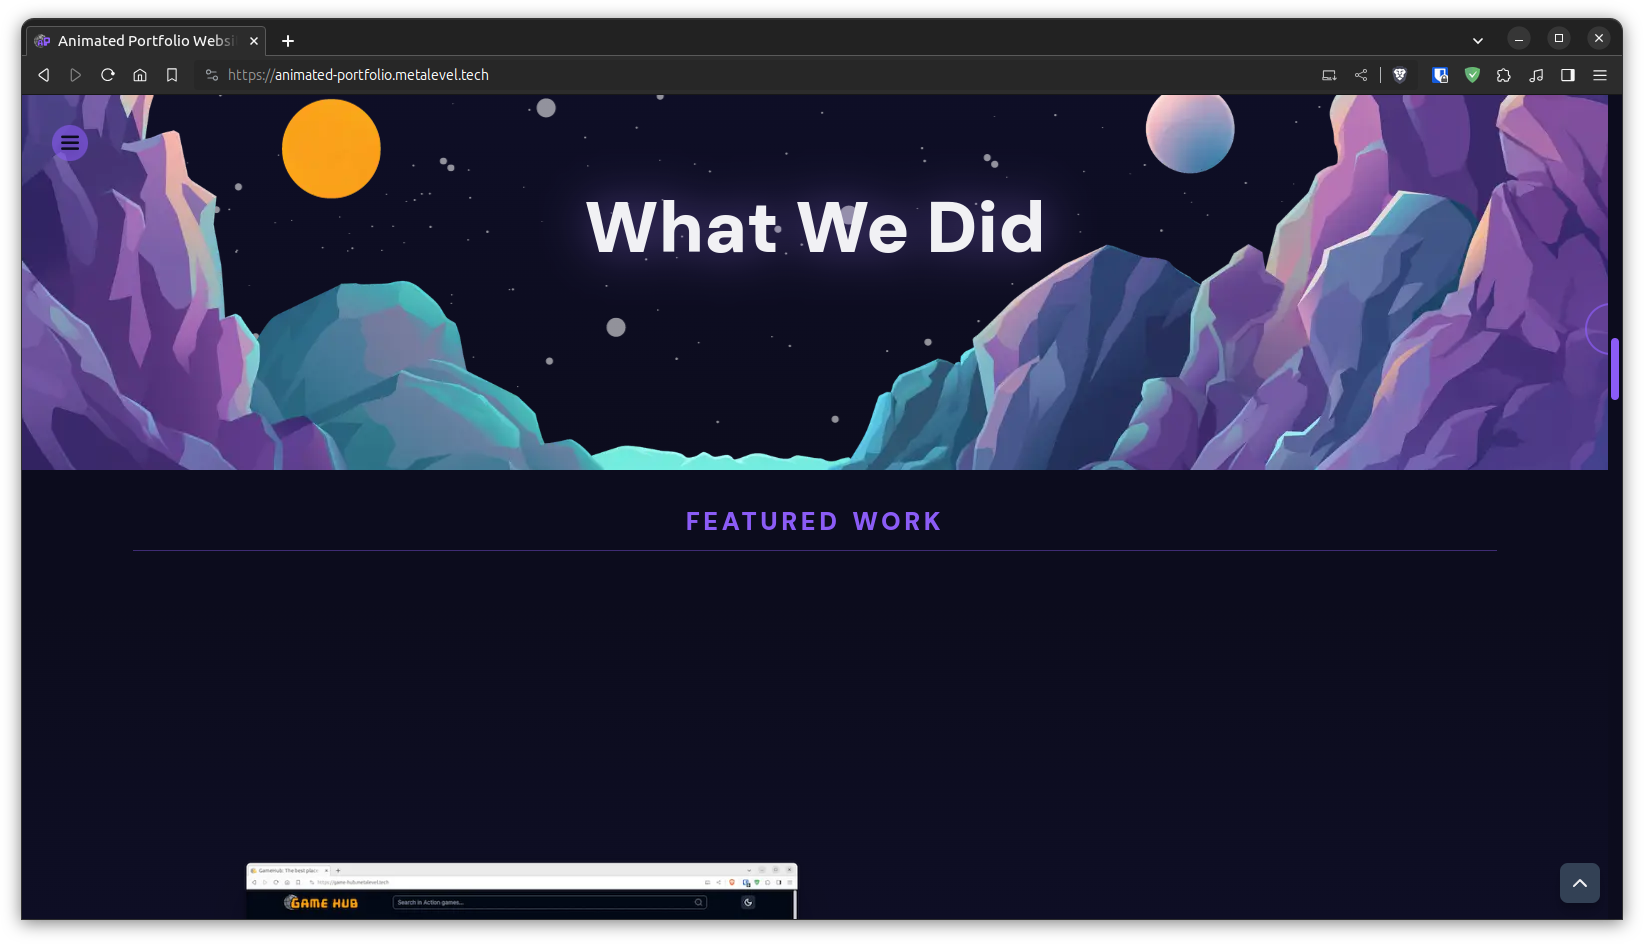 Animated Portfolio Websi
https://animated-portfolio.metalevel.tech
What We Did
FEATURED WORK
GameHub: The best place
https://game-hub.metalevel.tech
GAME HUB
Search in Action games...